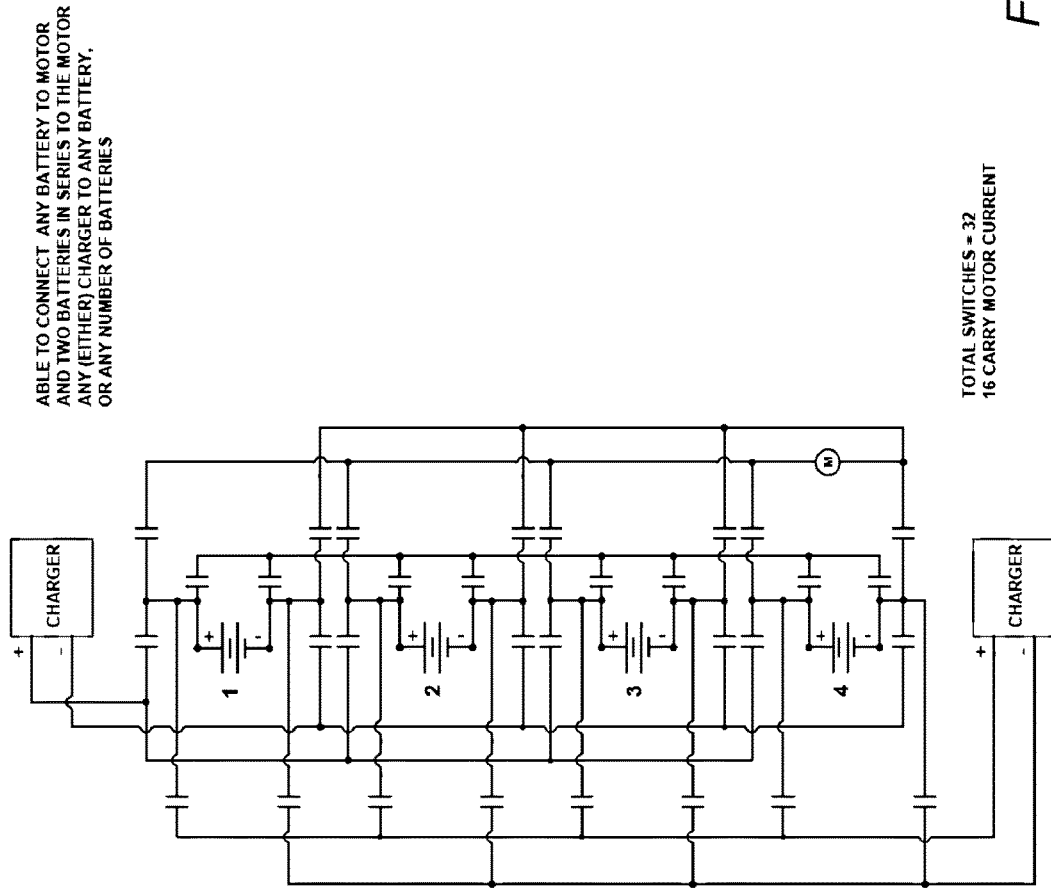 ABLE TO CONNECT ANY BATTERY TO MOTOR
AND TWO BATTERIES IN SERIES TO THE MOTOR
ANY (EITHER) CHARGER TO ANY BATTERY,
OR ANY NUMBER OF BATTERIES
CHARGER
+
-
+
-
1
+
-
2
+
-
3
+
-
4
M
CHARGER
+
-
TOTAL SWITCHES = 32
16 CARRY MOTOR CURRENT
F